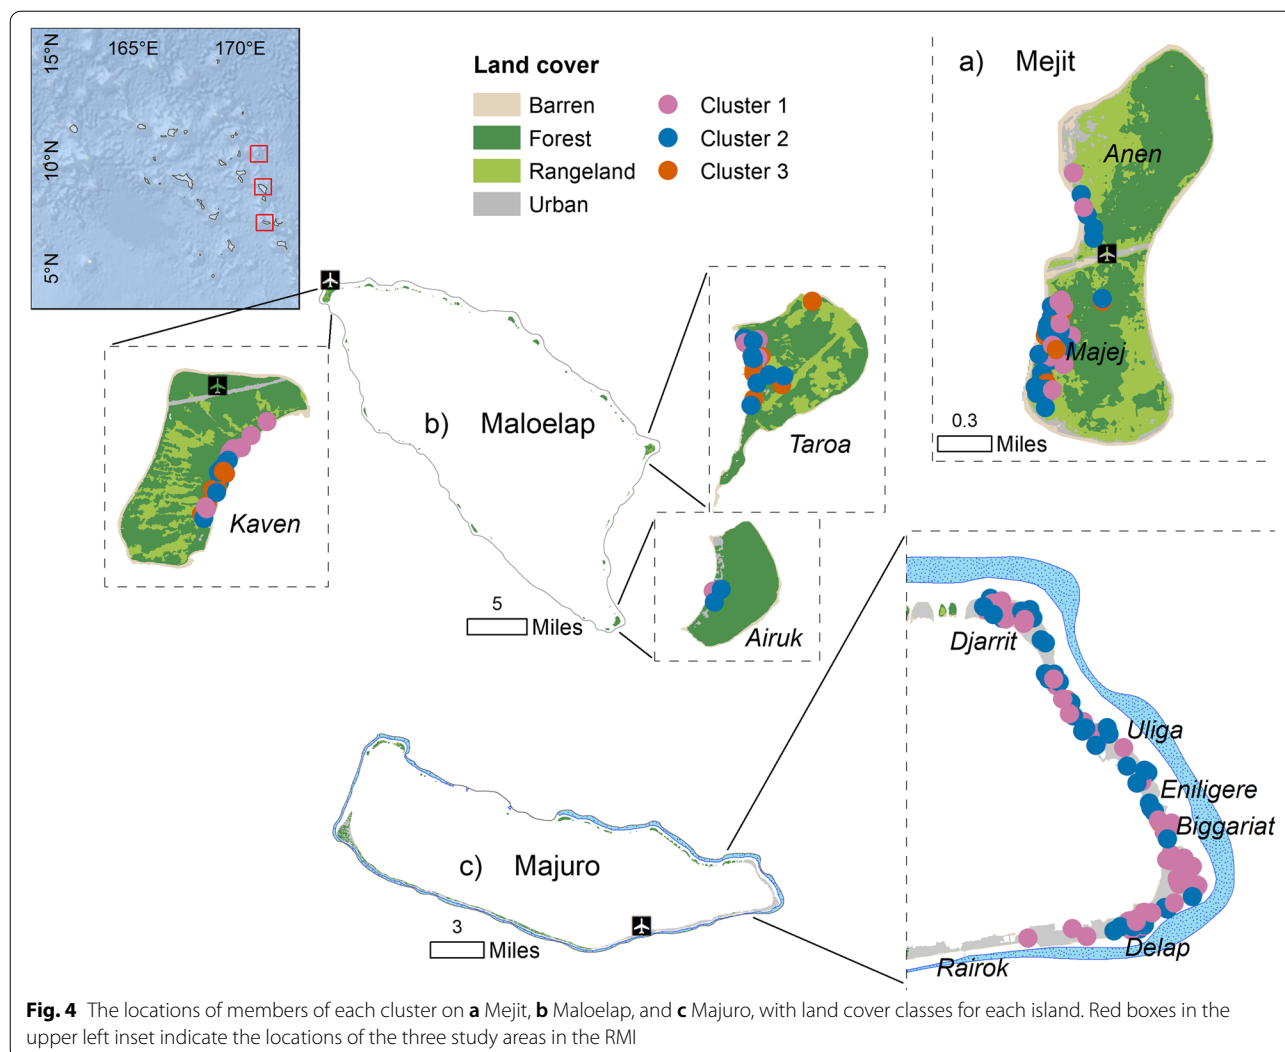 15°N
10°N
5°N
165°E
170°E
Land cover
Barren
Forest
Rangeland
Urban
Cluster 1
Cluster 2
Cluster 3
a) Mejit
Anen
Majej
0.3
Miles
b) Maloelap
Kaven
Taroa
Airuk
5
Miles
c) Majuro
3
Miles
Djarrit
Uliga
Eniligere
Biggariat
Delap
Rairok
Fig. 4 The locations of members of each cluster on a Mejit, b Maloelap, and c Majuro, with land cover classes for each island. Red boxes in the
upper left inset indicate the locations of the three study areas in the RMI